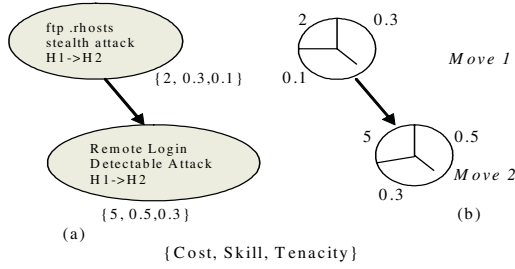 ftp .rhosts
stealth attack
H1->H2
{2, 0.3,0.1}
Remote Login
Detectable Attack
H1->H2
{5, 0.5,0.3}
(a)
2
0.3
0.1
Move 1
5
0.5
0.3
Move 2
(b)
{Cost, Skill, Tenacity}